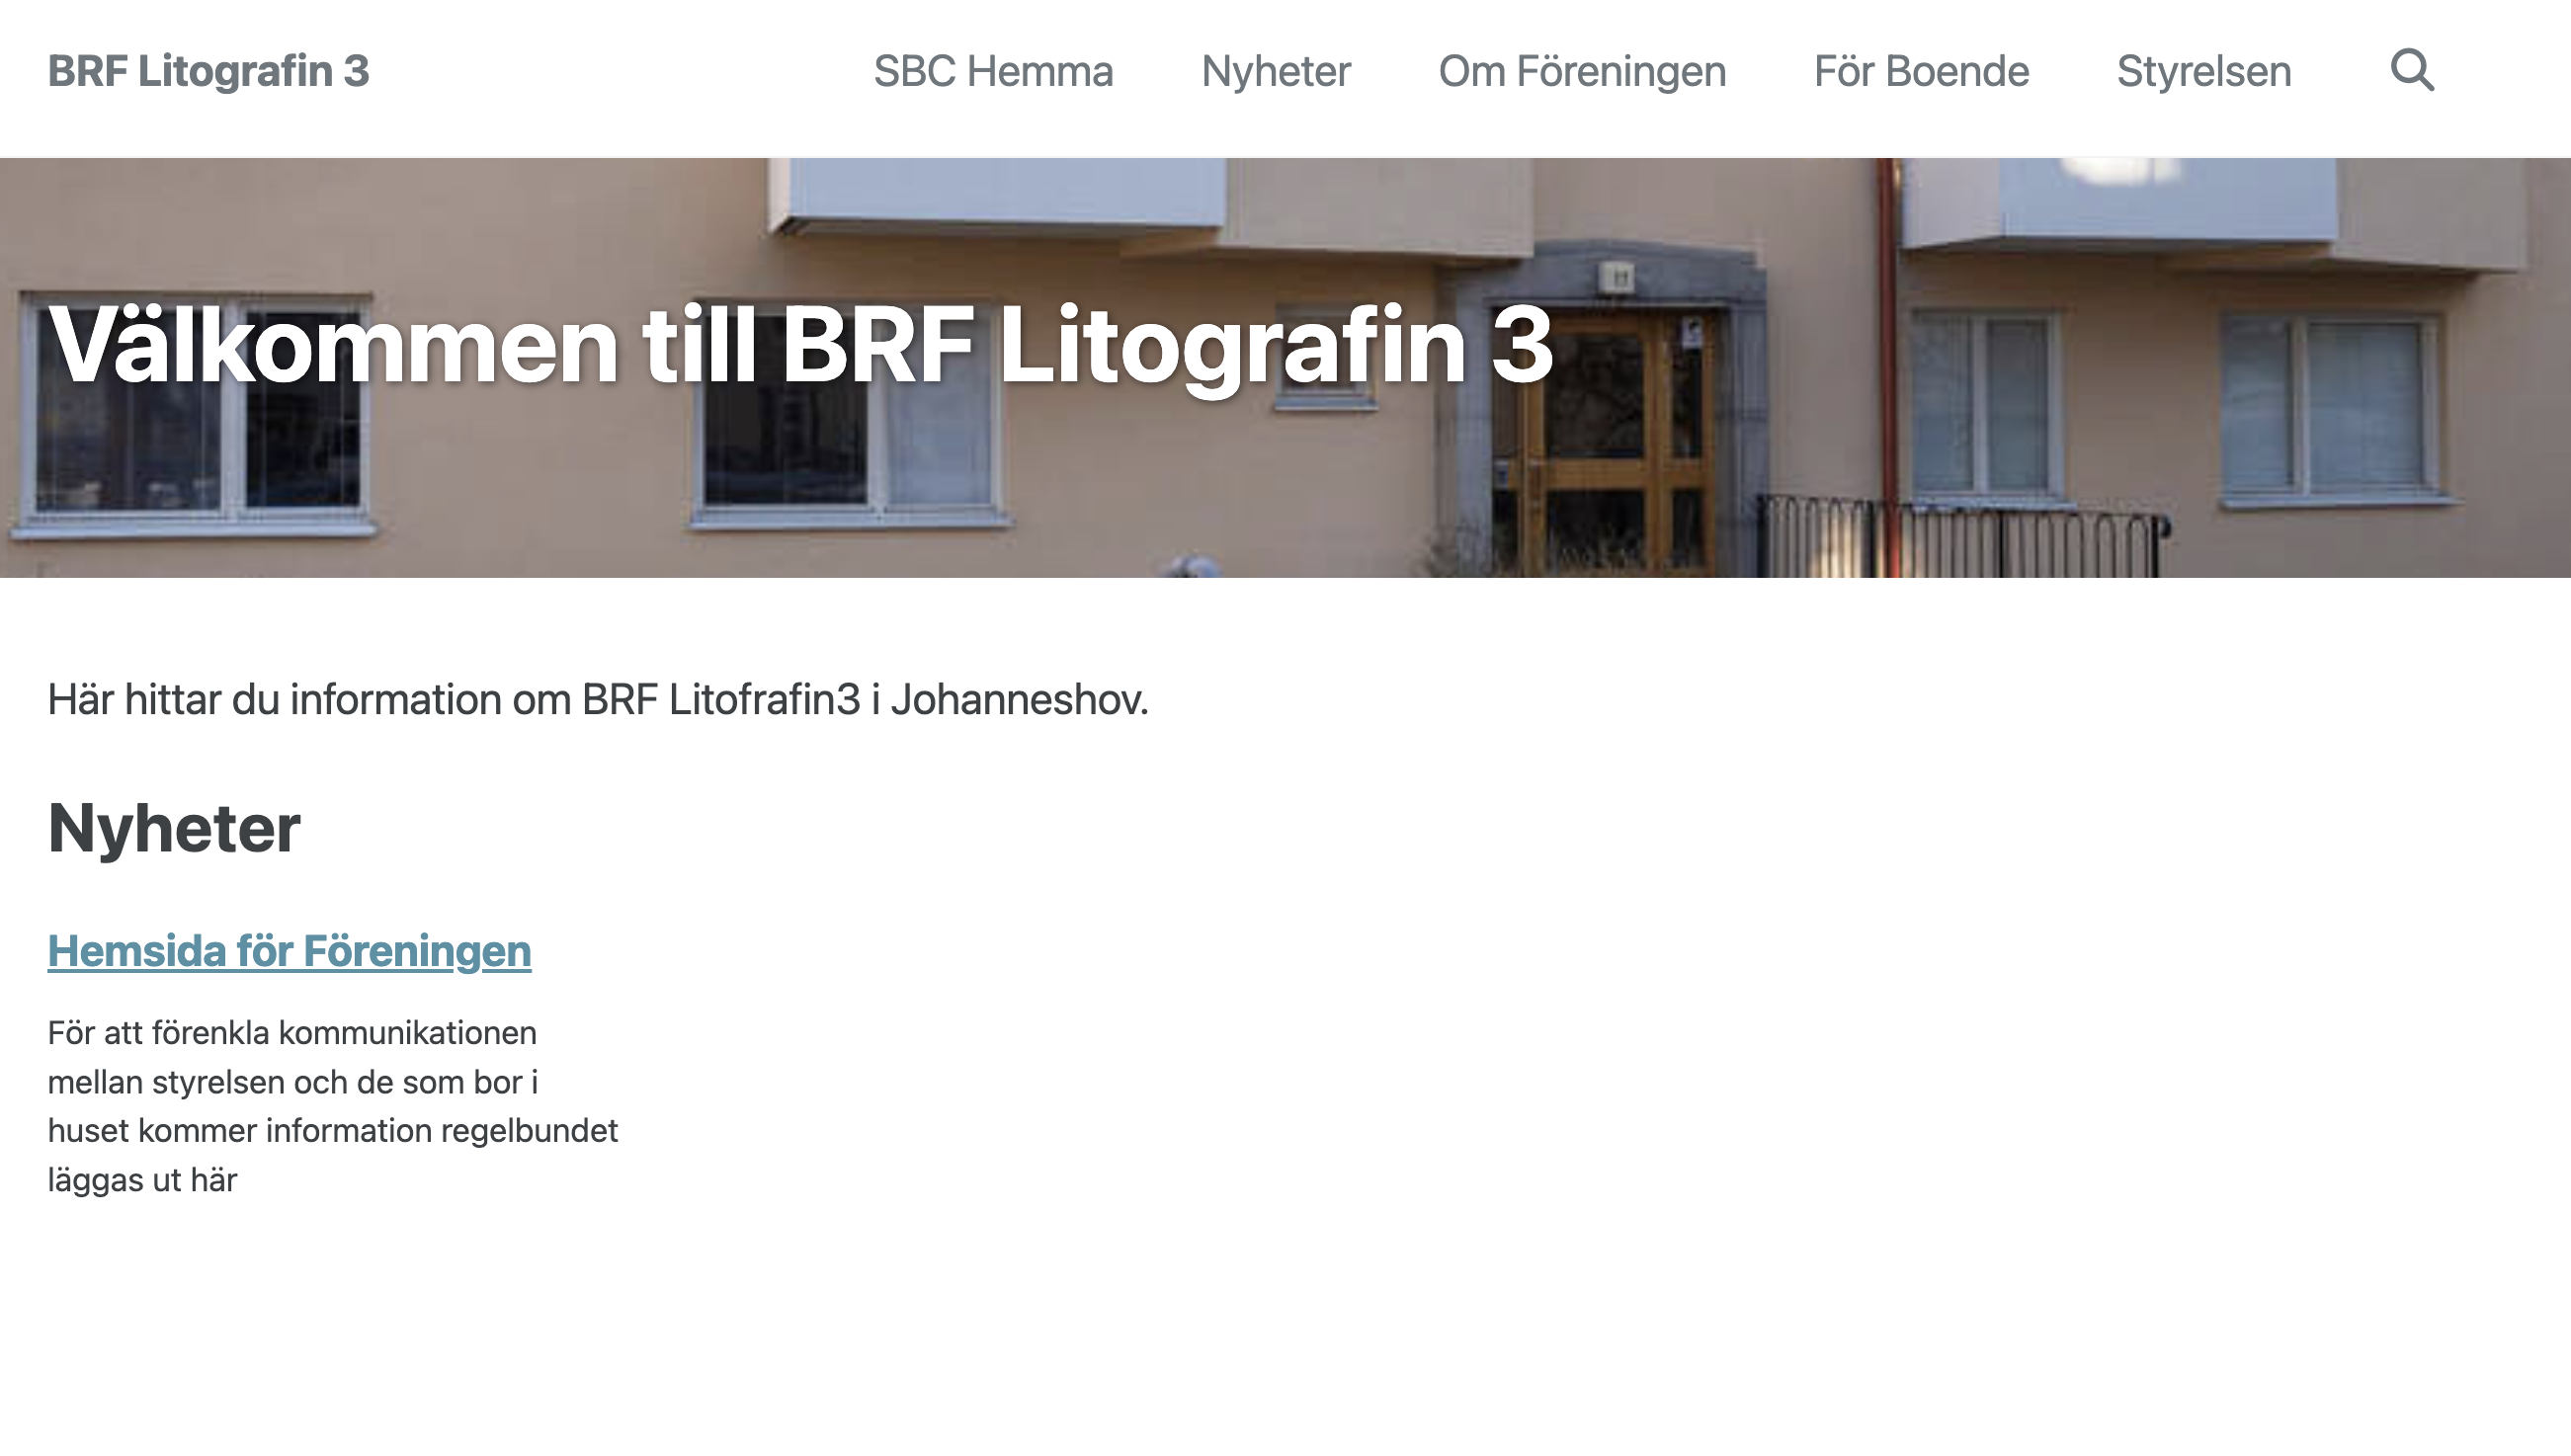 BRF Litografin 3
SBC Hemma
Nyheter
Om Föreningen
För Boende
Styrelsen
Välkommen till BRF Litografin 3
Här hittar du information om BRF Litofrafin3 i Johanneshov.
Nyheter
Hemsida för Föreningen
För att förenkla kommunikationen
mellan styrelsen och de som bor i
huset kommer information regelbundet
läggas ut här